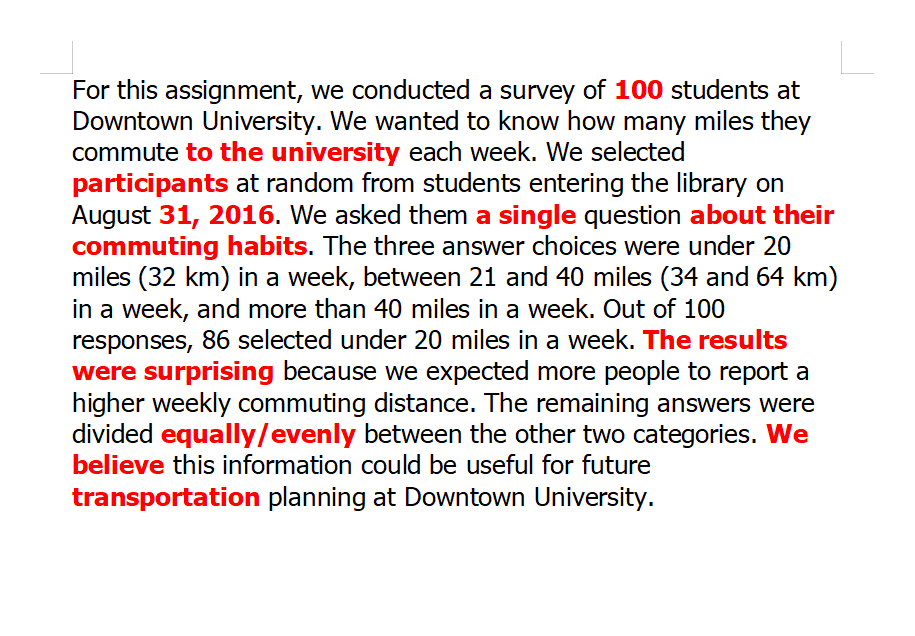 For this assignment, we conducted a survey of 100 students at
Downtown University. We wanted to know how many miles they
commute to the university each week. We selected
participants at random from students entering the library on
August 31, 2016. We asked them a single question about their
commuting habits. The three answer choices were under 20
miles (32 km) in a week, between 21 and 40 miles (34 and 64 km)
in a week, and more than 40 miles in a week. Out of 100
responses, 86 selected under 20 miles in a week. The results
were surprising because we expected more people to report a
higher weekly commuting distance. The remaining answers were
divided equally/evenly between the other two categories. We
believe this information could be useful for future
transportation planning at Downtown University.